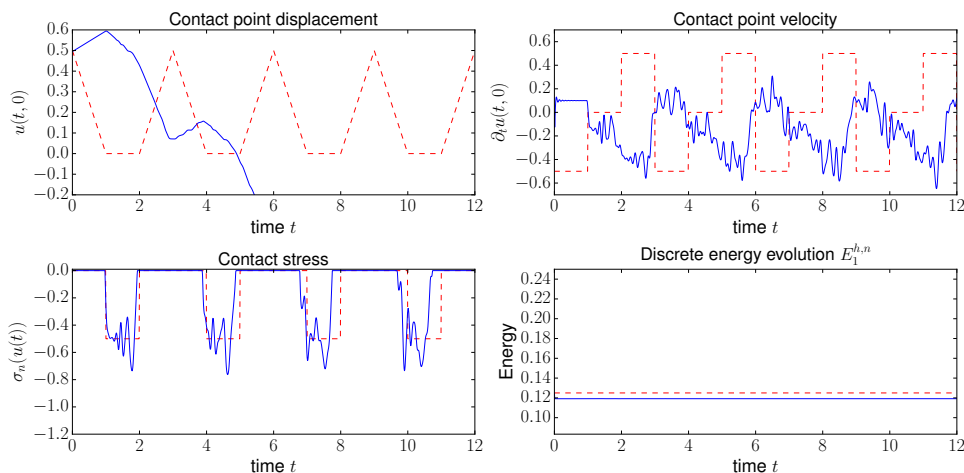 Contact point displacement
u(t, 0)
0.6
0.5
0.4
0.3
0.2
0.1
0.0
−0.1
−0.2
0 2 4 6 8 10 12
time t
Contact point velocity
∂ₜu(t, 0)
0.6
0.4
0.2
0.0
−0.2
−0.4
−0.6
0 2 4 6 8 10 12
time t
Contact stress
σₙ(u(t))
0.0
−0.2
−0.4
−0.6
−0.8
−1.0
−1.2
0 2 4 6 8 10 12
time t
Discrete energy evolution E₁^{h,n}
Energy
0.24
0.22
0.20
0.18
0.16
0.14
0.12
0.10
0 2 4 6 8 10 12
time t